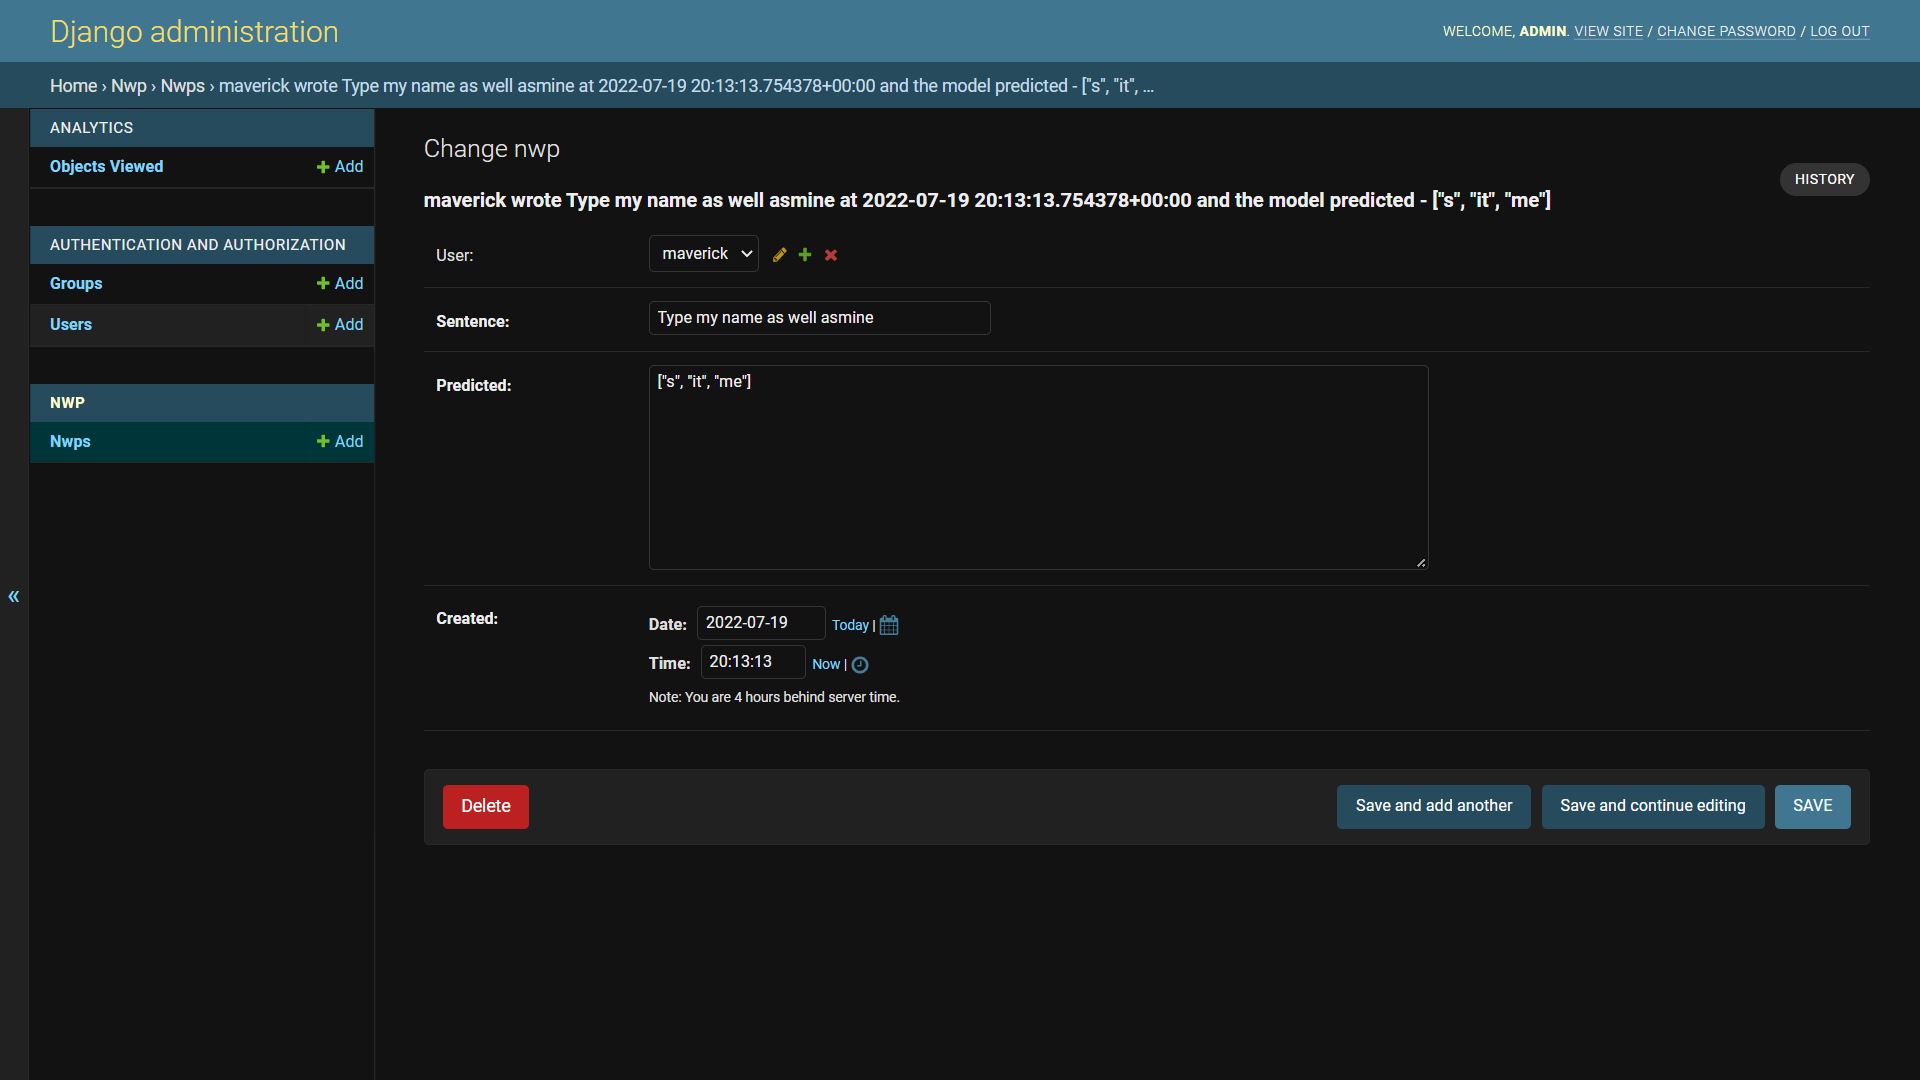 Django administration
WELCOME, ADMIN. VIEW SITE / CHANGE PASSWORD / LOG OUT
Home › Nwp › Nwps › maverick wrote Type my name as well asmine at 2022-07-19 20:13:13.754378+00:00 and the model predicted - ["s", "it", …
ANALYTICS
Objects Viewed
Add
AUTHENTICATION AND AUTHORIZATION
Groups
Add
Users
Add
NWP
Nwps
Add
«
Change nwp
HISTORY
maverick wrote Type my name as well asmine at 2022-07-19 20:13:13.754378+00:00 and the model predicted - ["s", "it", "me"]
User:
maverick
Sentence:
Type my name as well asmine
Predicted:
["s", "it", "me"]
Created:
Date: 2022-07-19 Today |
Time: 20:13:13 Now |
Note: You are 4 hours behind server time.
Delete
Save and add another
Save and continue editing
SAVE